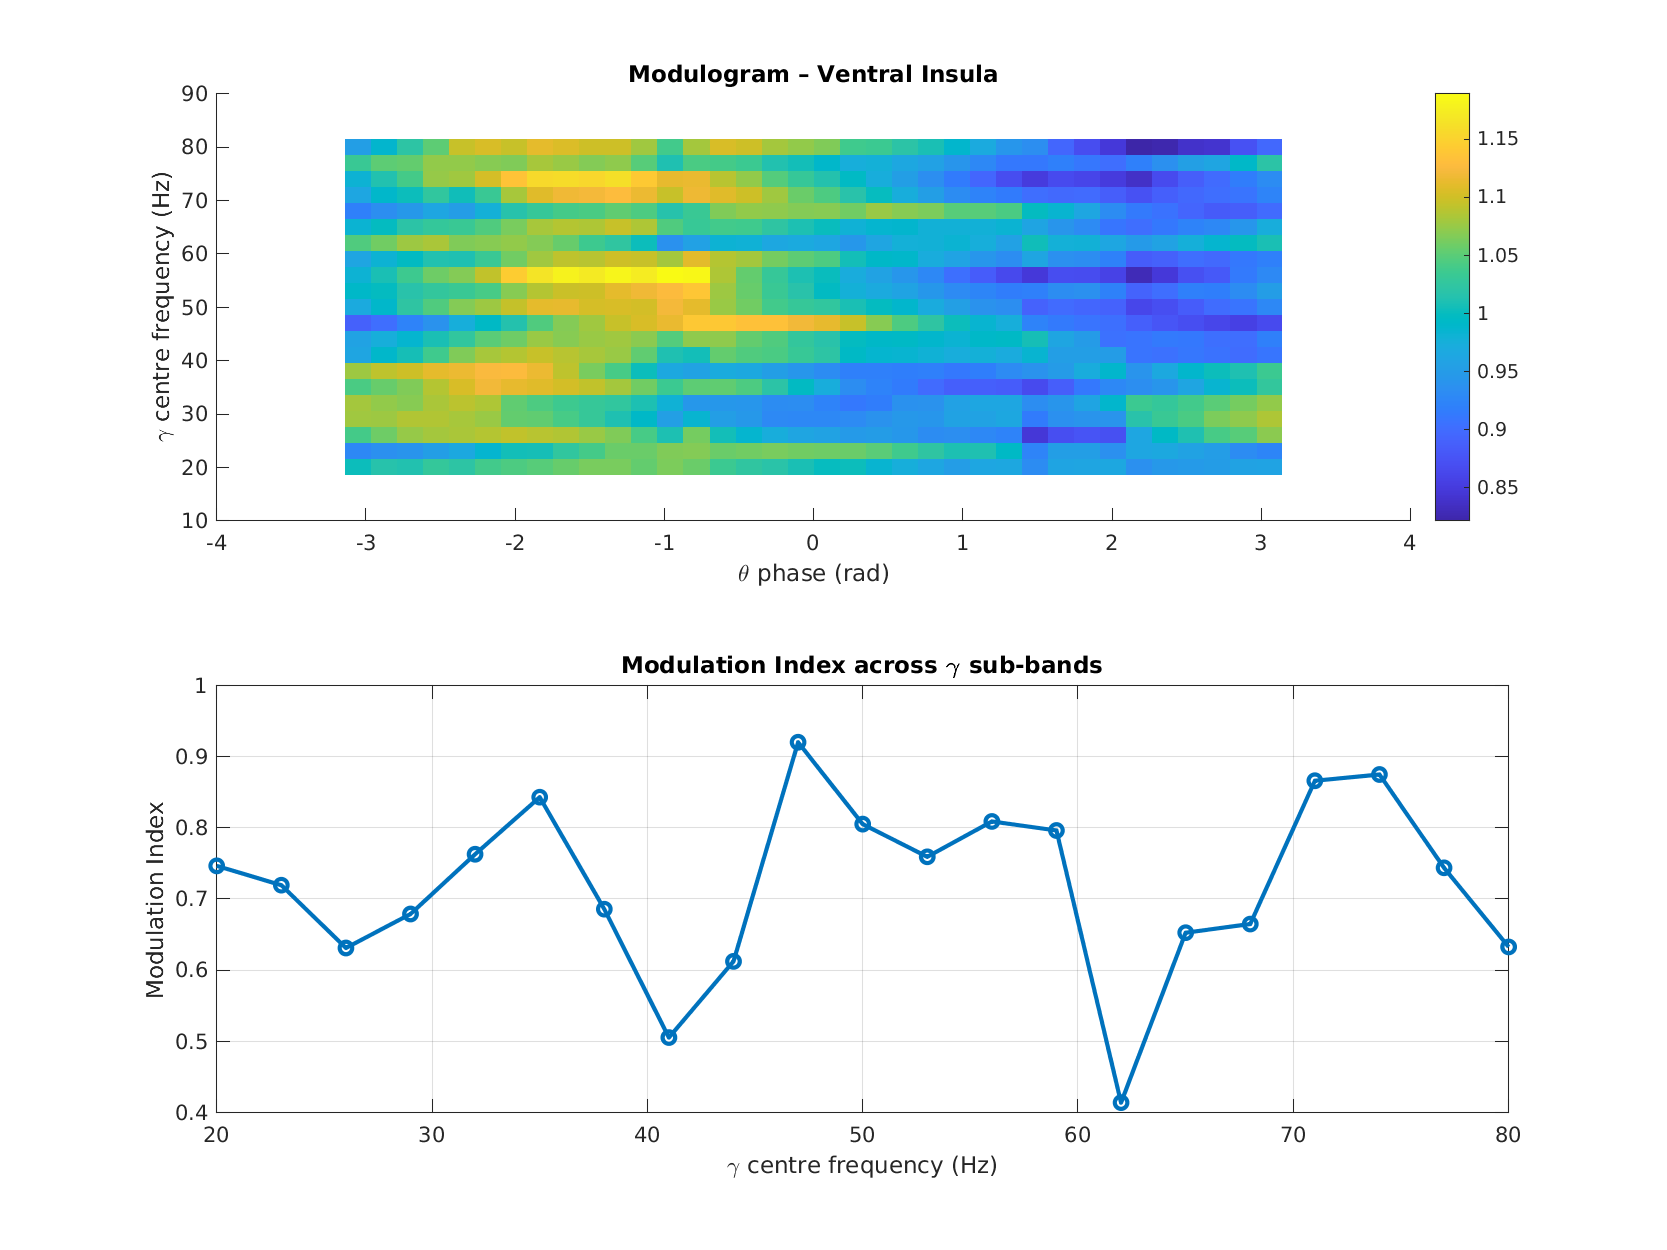 Modulogram – Ventral Insula
90
80
70
60
50
40
30
20
10
γ centre frequency (Hz)
-4 -3 -2 -1 0 1 2 3 4
θ phase (rad)
1.15
1.1
1.05
1
0.95
0.9
0.85
Modulation Index across γ sub-bands
1
0.9
0.8
0.7
0.6
0.5
0.4
Modulation Index
20 30 40 50 60 70 80
γ centre frequency (Hz)